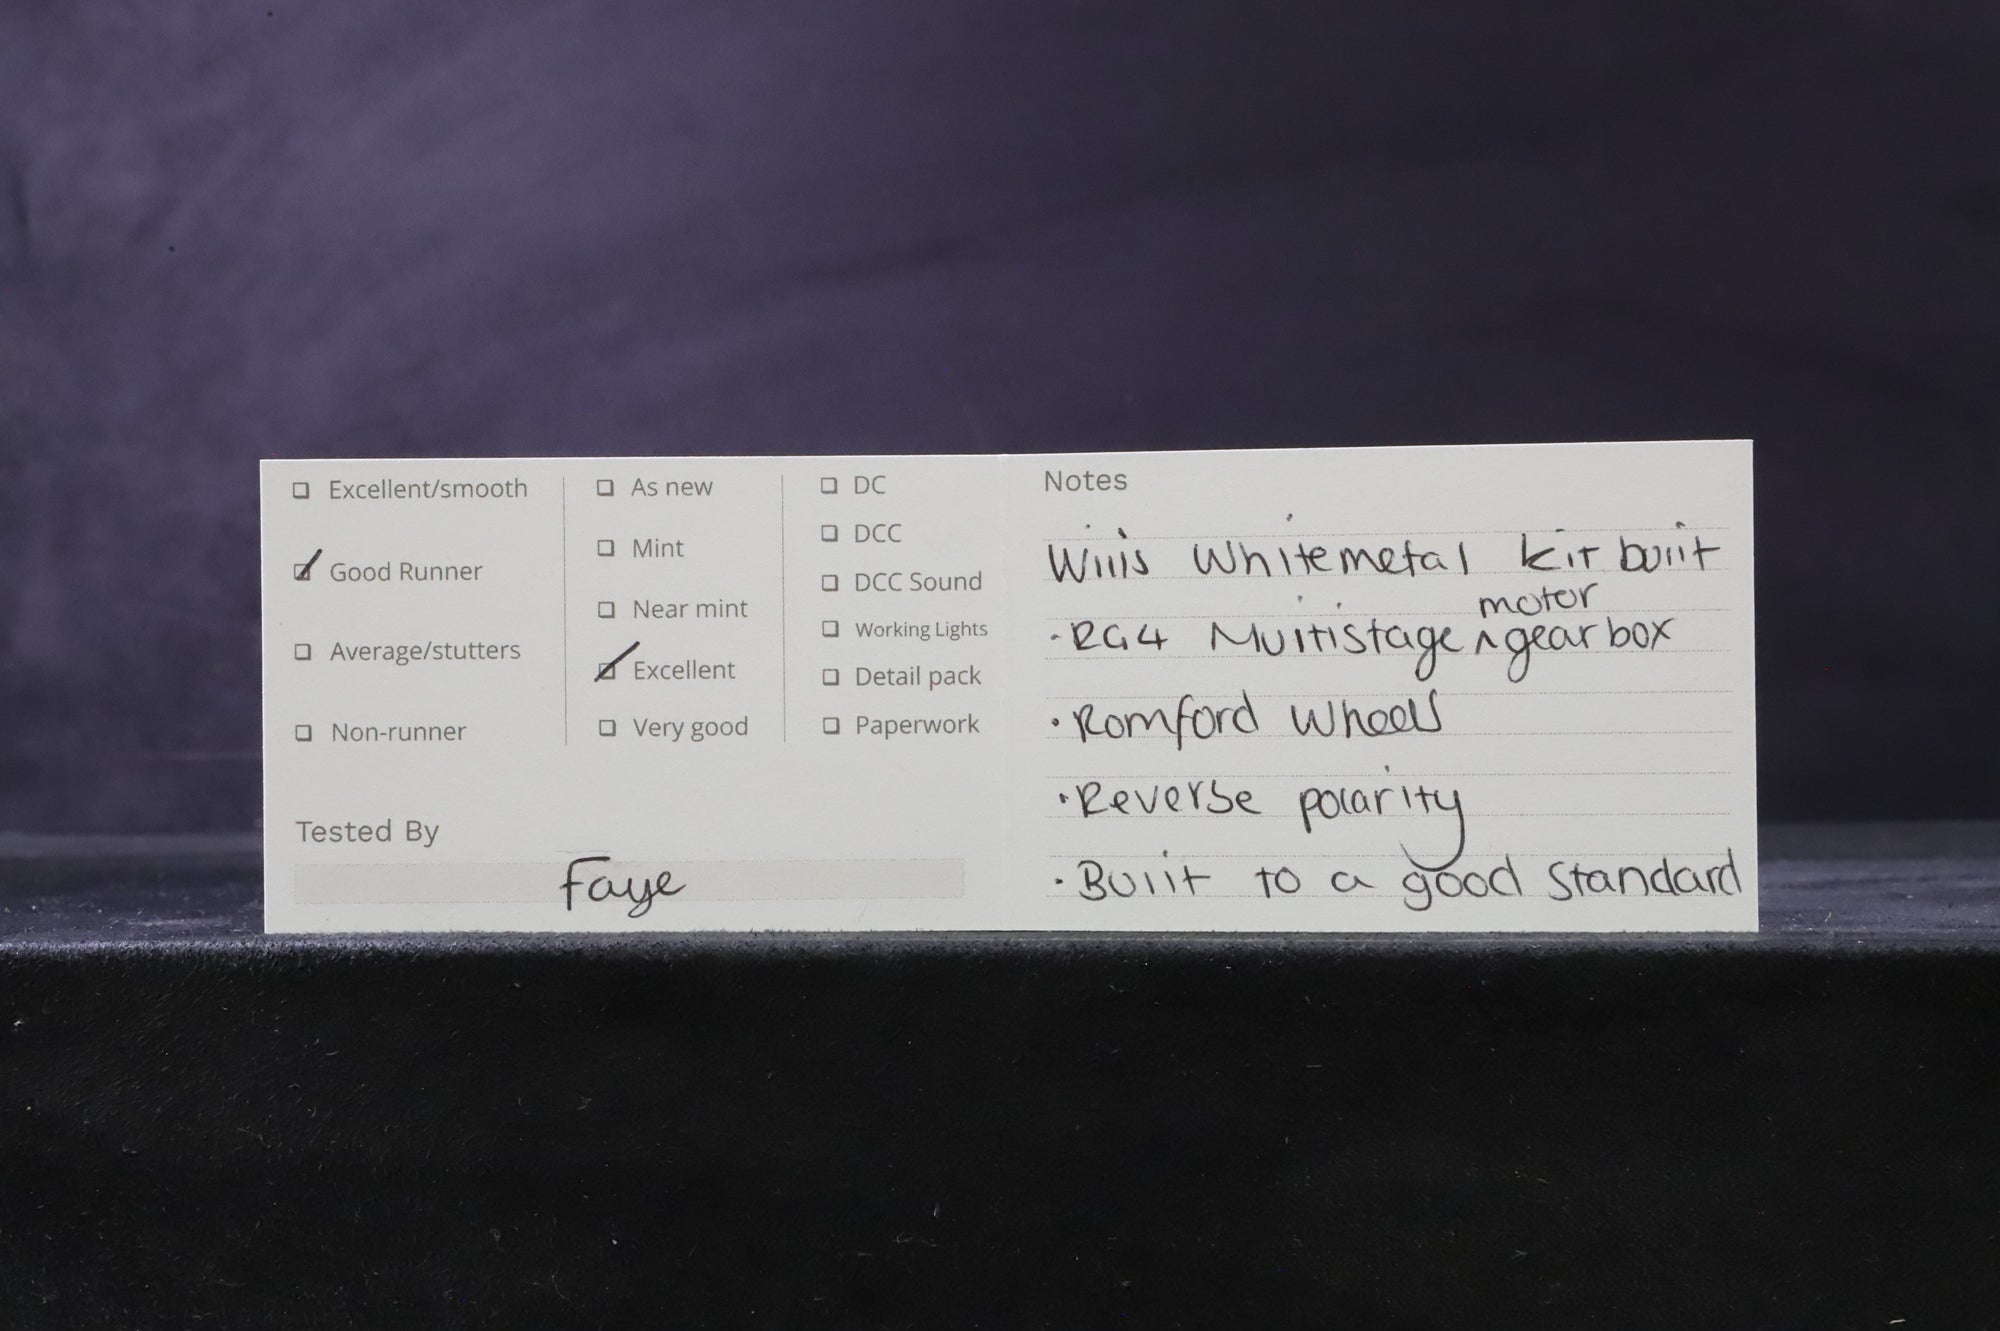 ☐ Excellent/smooth
☑ Good Runner
☐ Average/stutters
☐ Non-runner
☐ As new
☐ Mint
☐ Near mint
☑ Excellent
☐ Very good
☐ DC
☐ DCC
☐ DCC Sound
☐ Working Lights
☐ Detail pack
☐ Paperwork
Tested By
Faye
Notes
Wills Whitemetal kit built
motor
· RG4 Multistage ^ gearbox
· Romford Wheels
· Reverse polarity
· Built to a good standard